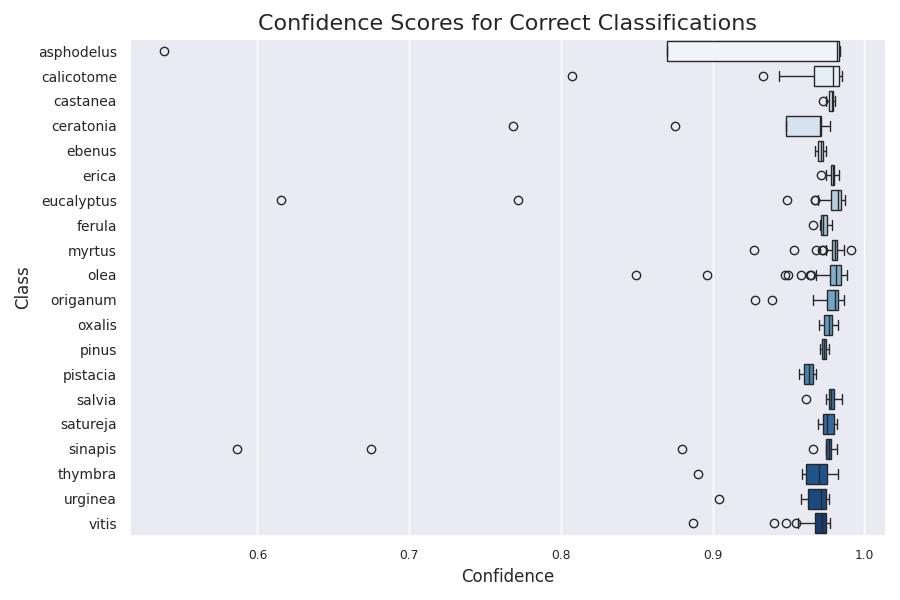 Confidence Scores for Correct Classifications
asphodelus
calicotome
castanea
ceratonia
ebenus
erica
eucalyptus
ferula
myrtus
olea
origanum
oxalis
pinus
pistacia
salvia
satureja
sinapis
thymbra
urginea
vitis
Class
0.6 0.7 0.8 0.9 1.0
Confidence